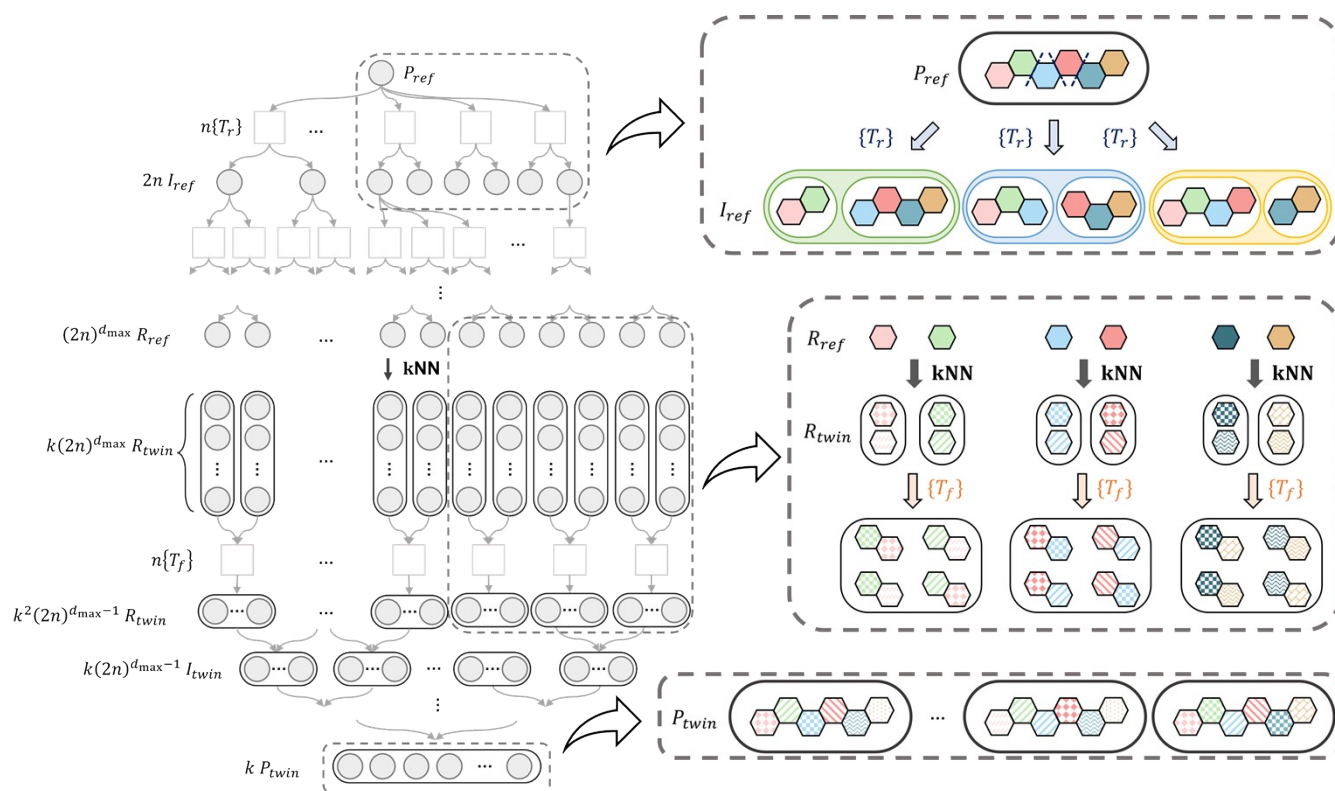 P_ref
n{T_r}
...
2n I_ref
...
⋮
(2n)^{d_max} R_ref
...
kNN
k(2n)^{d_max} R_twin
...
n{T_f}
...
k^2(2n)^{d_max−1} R_twin
...
k(2n)^{d_max−1} I_twin
...
⋮
k P_twin
...
P_ref
{T_r} {T_r} {T_r}
I_ref
R_ref
kNN kNN kNN
R_twin
{T_f} {T_f} {T_f}
P_twin
...